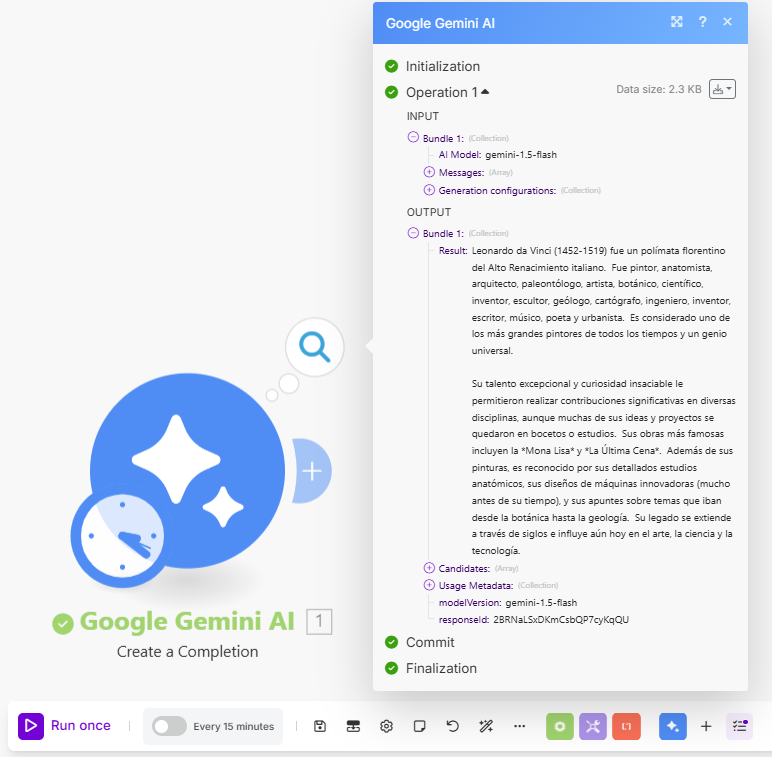 Google Gemini AI
?
Initialization
Operation 1
Data size: 2.3 KB
INPUT
Bundle 1: (Collection)
AI Model: gemini-1.5-flash
Messages: (Array)
Generation configurations: (Collection)
OUTPUT
Bundle 1: (Collection)
Result: Leonardo da Vinci (1452-1519) fue un polímata florentino
del Alto Renacimiento italiano. Fue pintor, anatomista,
arquitecto, paleontólogo, artista, botánico, científico,
inventor, escultor, geólogo, cartógrafo, ingeniero, inventor,
escritor, músico, poeta y urbanista. Es considerado uno de
los más grandes pintores de todos los tiempos y un genio
universal.
Su talento excepcional y curiosidad insaciable le
permitieron realizar contribuciones significativas en diversas
disciplinas, aunque muchas de sus ideas y proyectos se
quedaron en bocetos o estudios. Sus obras más famosas
incluyen la *Mona Lisa* y *La Última Cena*. Además de sus
pinturas, es reconocido por sus detallados estudios
anatómicos, sus diseños de máquinas innovadoras (mucho
antes de su tiempo), y sus apuntes sobre temas que iban
desde la botánica hasta la geología. Su legado se extiende
a través de siglos e influye aún hoy en el arte, la ciencia y la
tecnología.
Candidates: (Array)
Usage Metadata: (Collection)
modelVersion: gemini-1.5-flash
responseId: 2BRNaLSxDKmCsbQP7cyKqQU
Commit
Finalization
Google Gemini AI 1
Create a Completion
Run once
Every 15 minutes